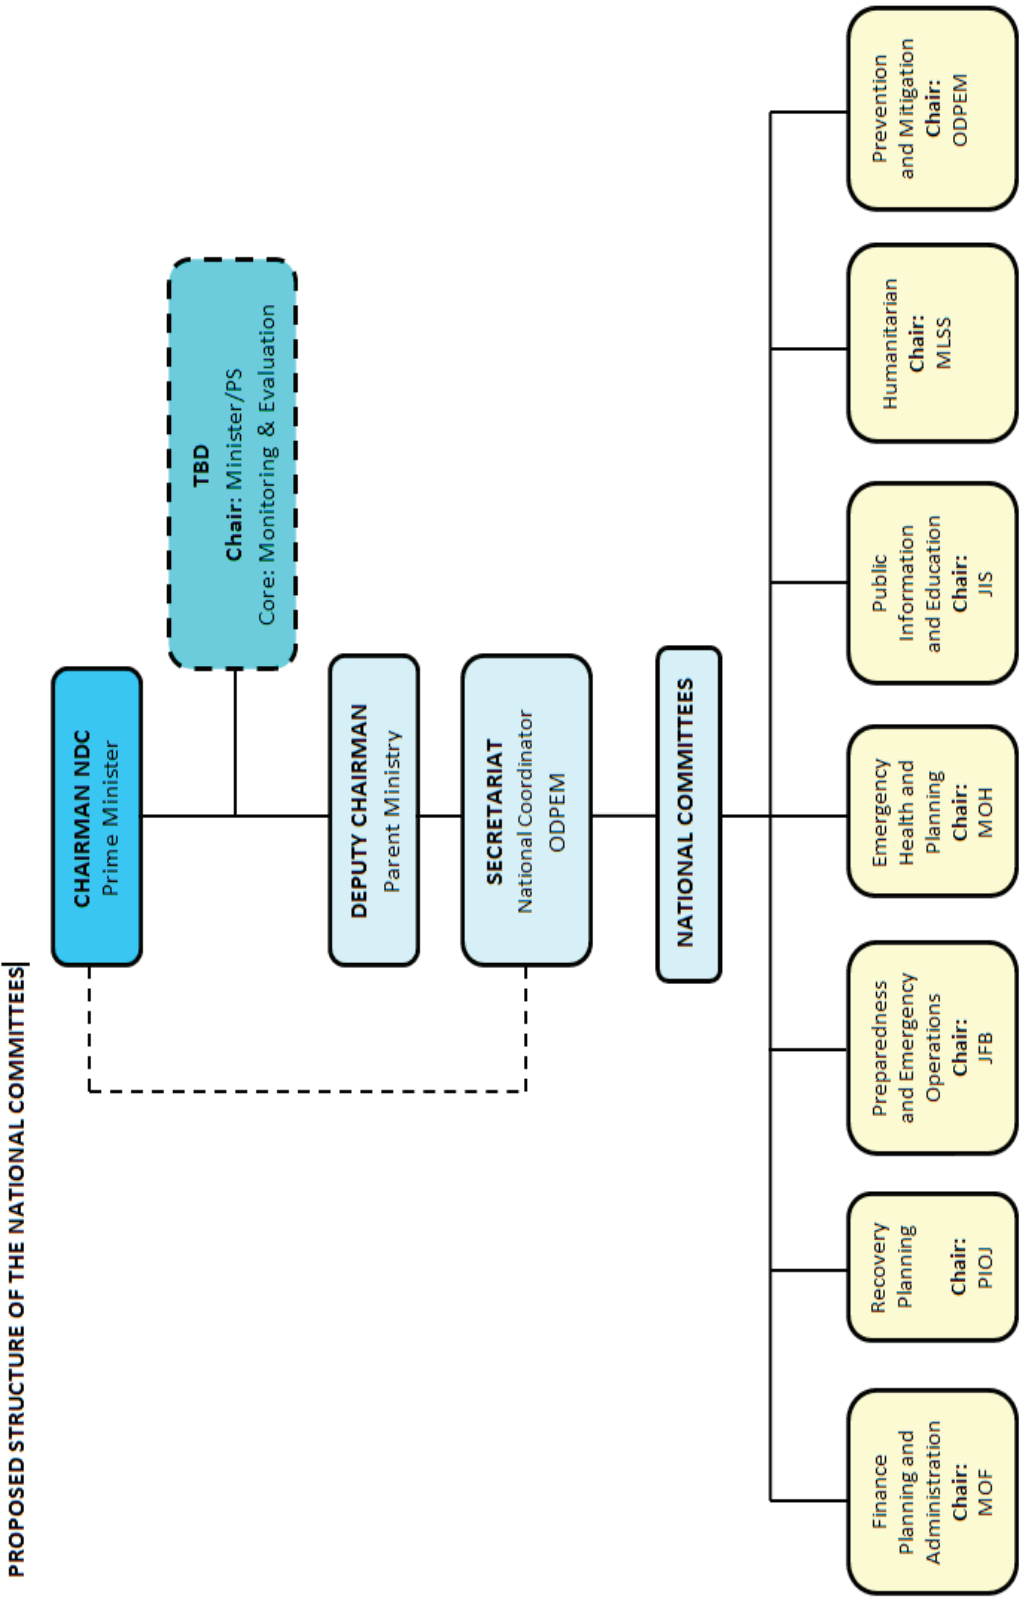 PROPOSED STRUCTURE OF THE NATIONAL COMMITTEES
CHAIRMAN NDC
Prime Minister
TBD
Chair: Minister/PS
Core: Monitoring & Evaluation
DEPUTY CHAIRMAN
Parent Ministry
SECRETARIAT
National Coordinator
ODPEM
NATIONAL COMMITTEES
Finance
Planning and
Administration
Chair:
MOF
Recovery
Planning
Chair:
PIOJ
Preparedness
and Emergency
Operations
Chair:
JFB
Emergency
Health and
Planning
Chair:
MOH
Public
Information
and Education
Chair:
JIS
Humanitarian
Chair:
MLSS
Prevention
and Mitigation
Chair:
ODPEM